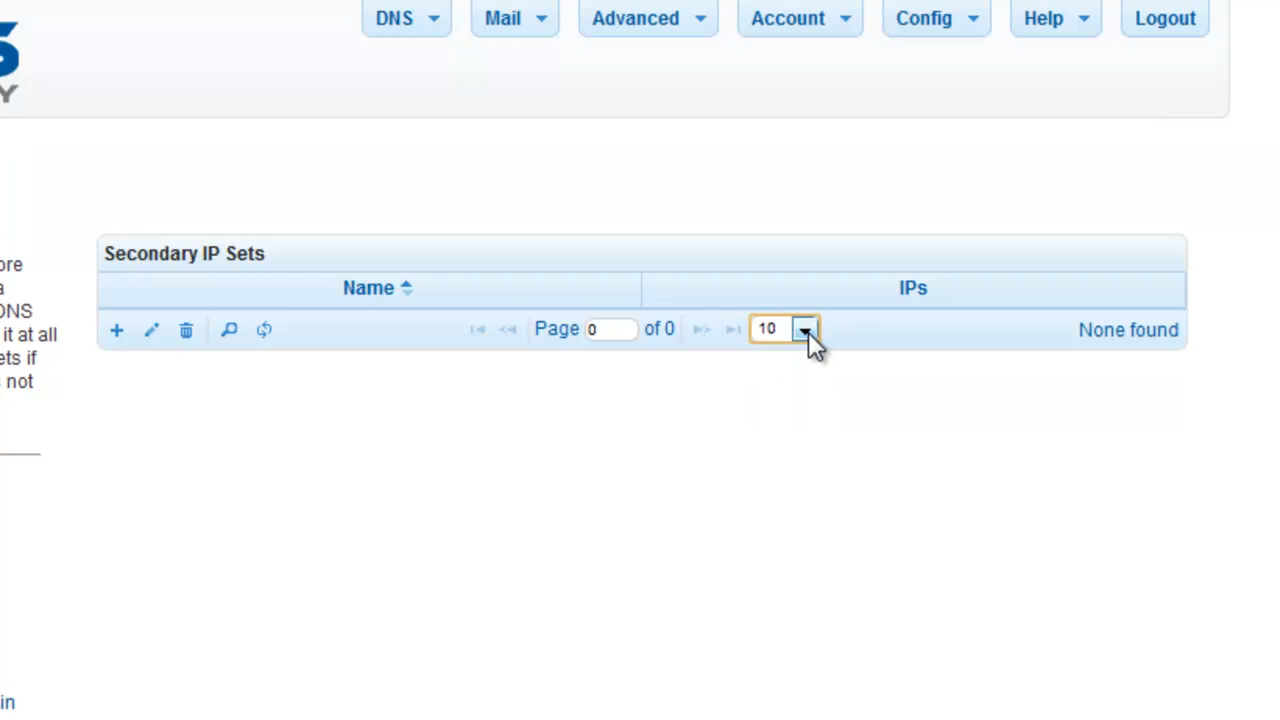 DNS Mail Advanced Account Config Help Logout
S
Y
ore
a
DNS
it at all
ets if
not
Secondary IP Sets
Name IPs
Page 0 of 0 10 None found
in